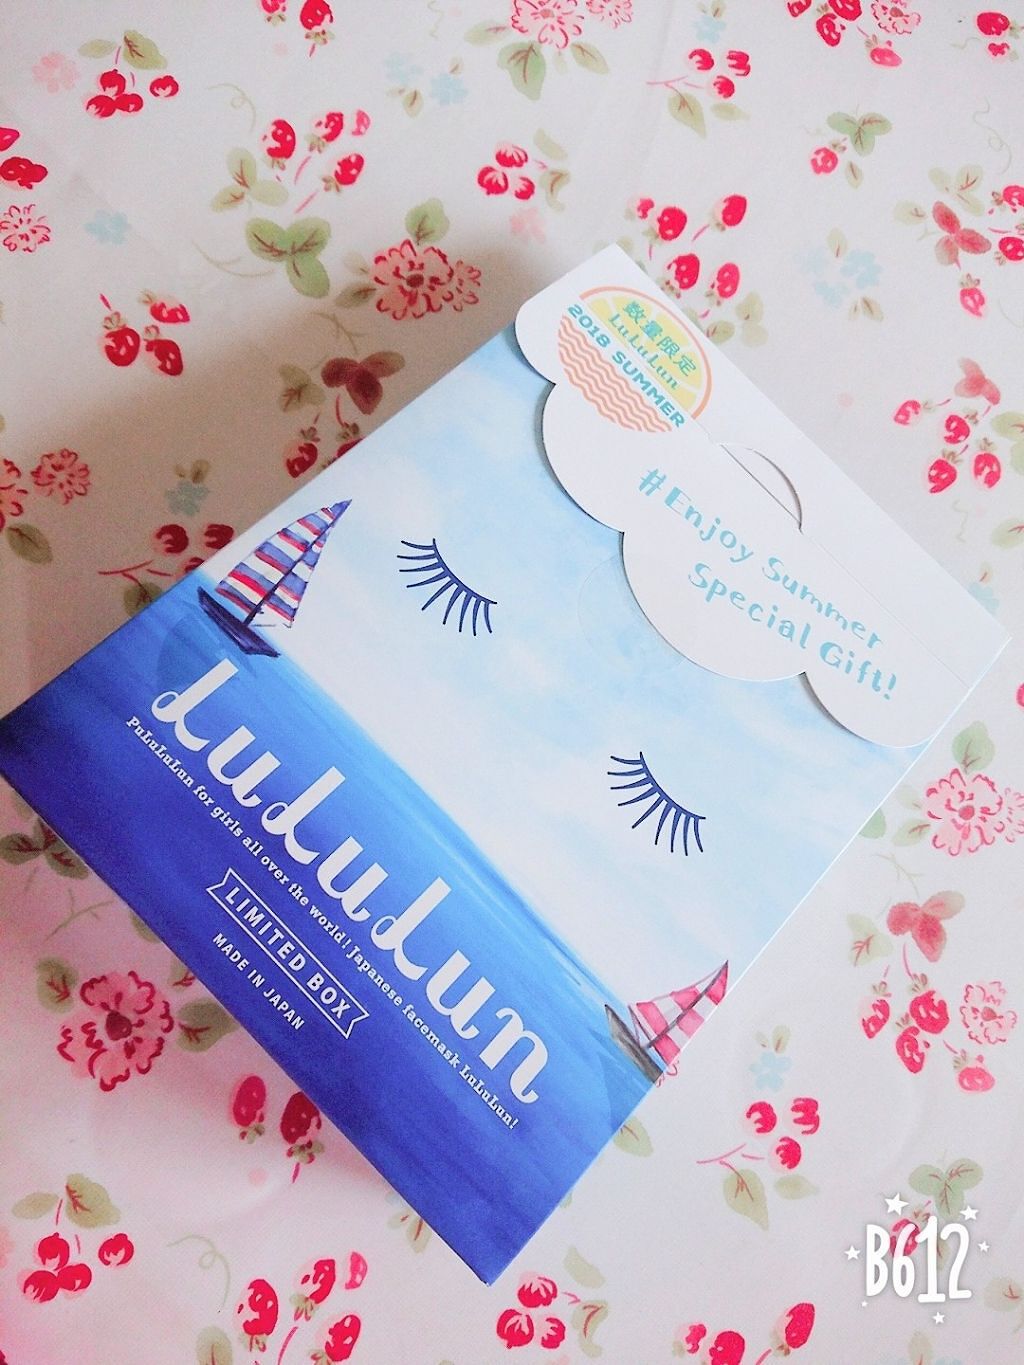 数量限定
LuLuLun
2018 SUMMER
#Enjoy Summer
Special Gift!
LuLuLun
PuLuLuLun for girls all over the world! Japanese facemask LuLuLun!
LIMITED BOX
MADE IN JAPAN
B612